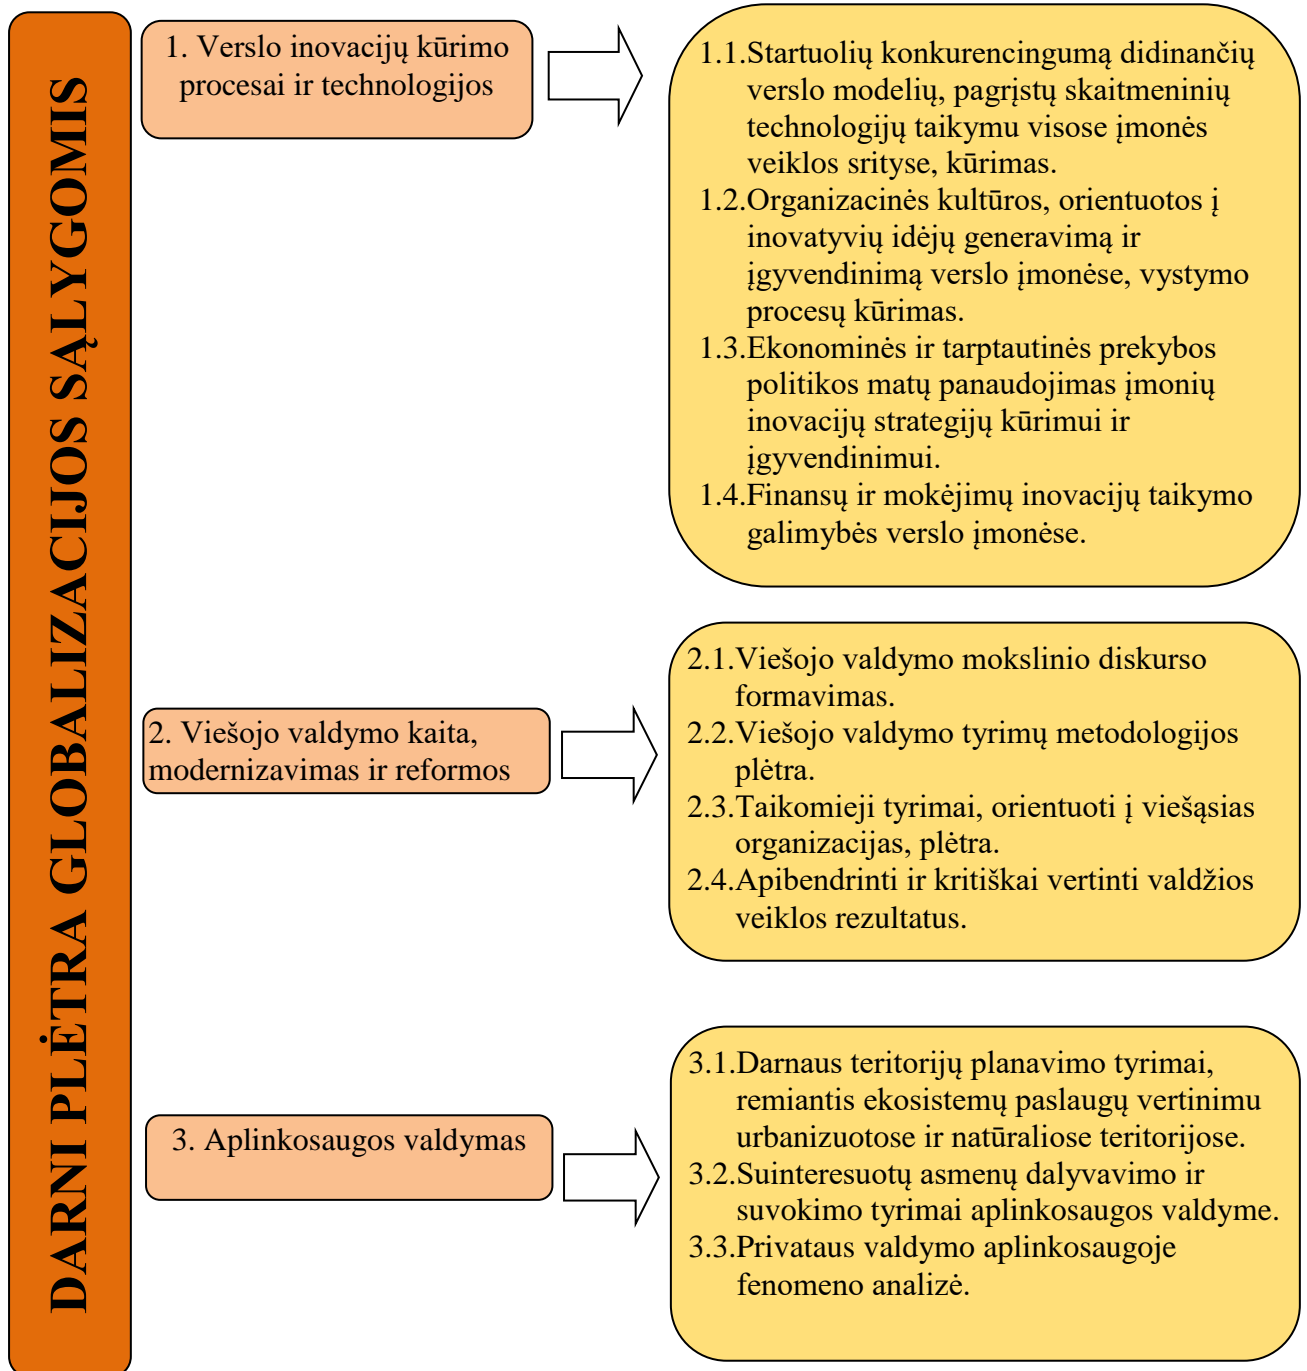 DARNI PLĖTRA GLOBALIZACIJOS SĄLYGOMIS
1. Verslo inovacijų kūrimo
procesai ir technologijos
1.1.Startuolių konkurencingumą didinančių
verslo modelių, pagrįstų skaitmeninių
technologijų taikymu visose įmonės
veiklos srityse, kūrimas.
1.2.Organizacinės kultūros, orientuotos į
inovatyvių idėjų generavimą ir
įgyvendinimą verslo įmonėse, vystymo
procesų kūrimas.
1.3.Ekonominės ir tarptautinės prekybos
politikos matų panaudojimas įmonių
inovacijų strategijų kūrimui ir
įgyvendinimui.
1.4.Finansų ir mokėjimų inovacijų taikymo
galimybės verslo įmonėse.
2. Viešojo valdymo kaita,
modernizavimas ir reformos
2.1.Viešojo valdymo mokslinio diskurso
formavimas.
2.2.Viešojo valdymo tyrimų metodologijos
plėtra.
2.3.Taikomieji tyrimai, orientuoti į viešąsias
organizacijas, plėtra.
2.4.Apibendrinti ir kritiškai vertinti valdžios
veiklos rezultatus.
3. Aplinkosaugos valdymas
3.1.Darnaus teritorijų planavimo tyrimai,
remiantis ekosistemų paslaugų vertinimu
urbanizuotose ir natūraliose teritorijose.
3.2.Suinteresuotų asmenų dalyvavimo ir
suvokimo tyrimai aplinkosaugos valdyme.
3.3.Privataus valdymo aplinkosaugoje
fenomeno analizė.